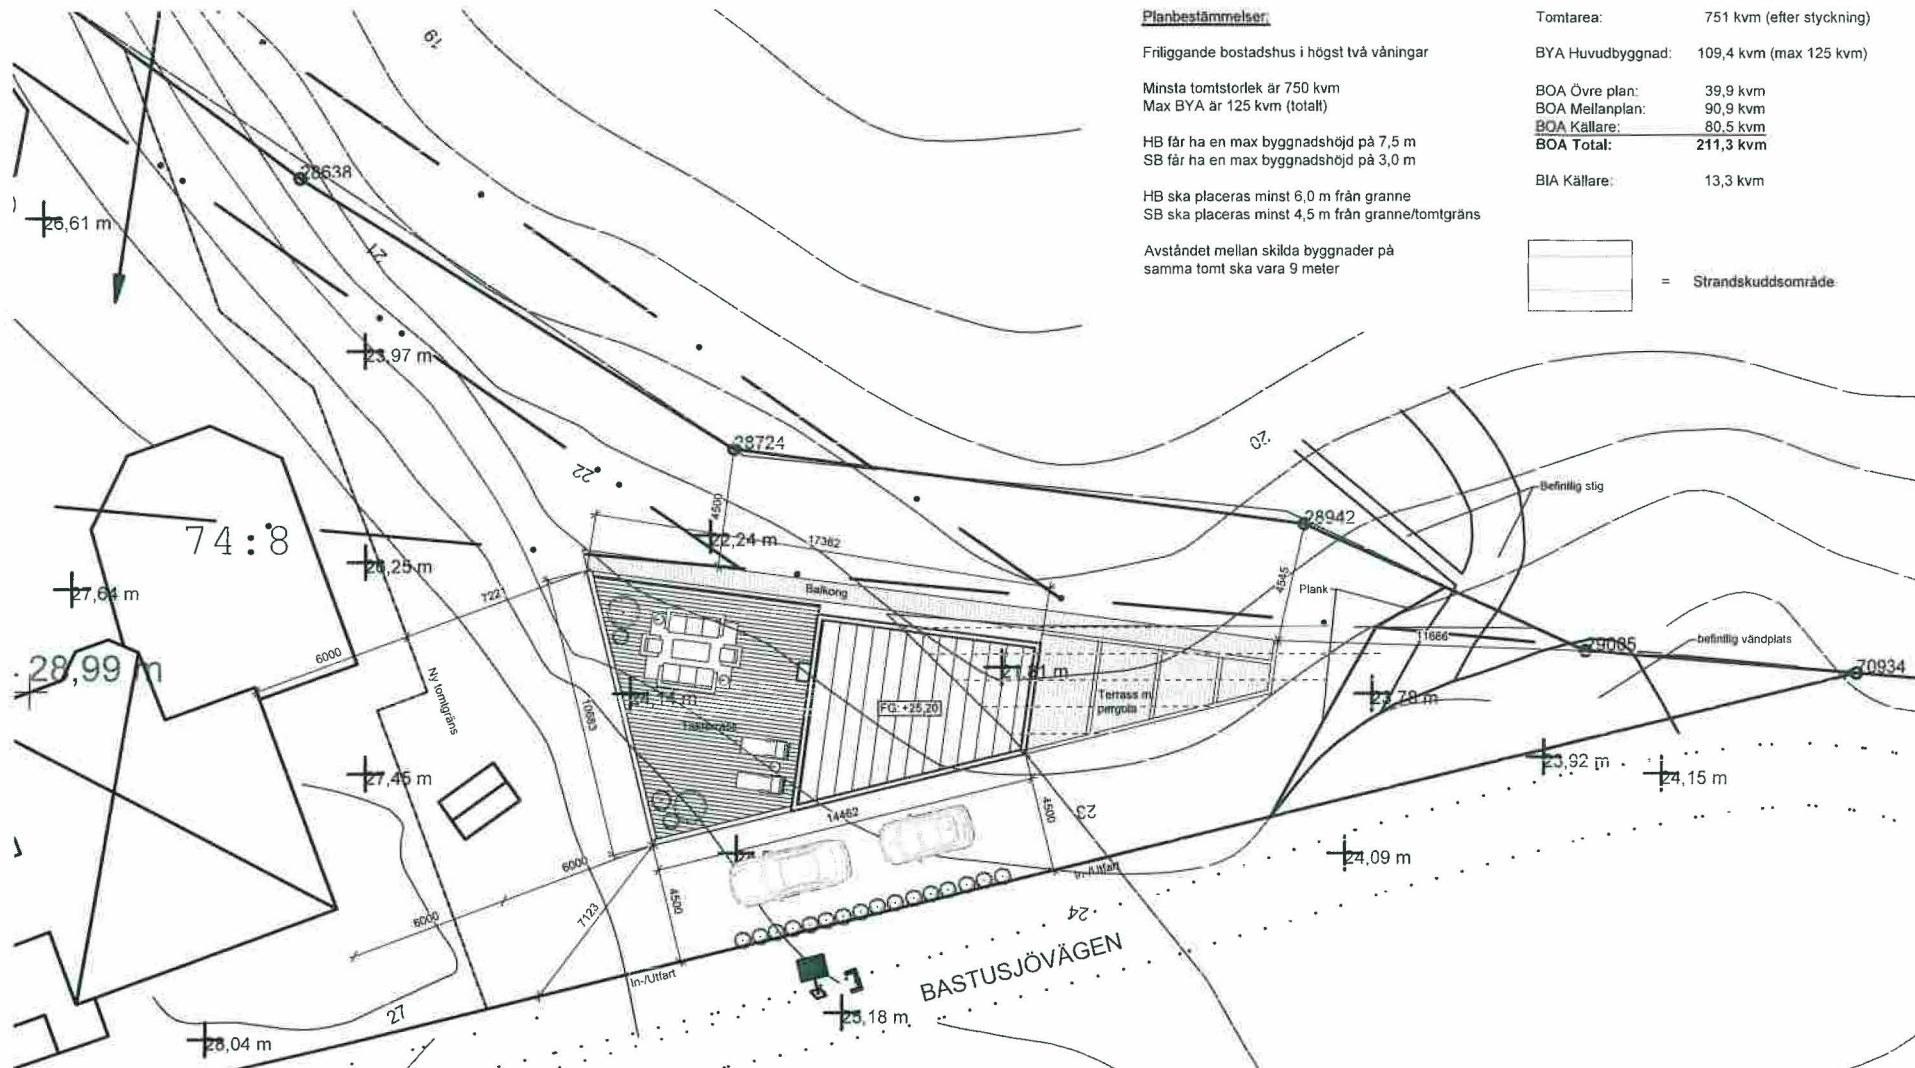 Planbestämmelser:
Friliggande bostadshus i högst två våningar
Minsta tomtstorlek är 750 kvm
Max BYA är 125 kvm (totalt)
HB får ha en max byggnadshöjd på 7,5 m
SB får ha en max byggnadshöjd på 3,0 m
HB ska placeras minst 6,0 m från granne
SB ska placeras minst 4,5 m från granne/tomtgräns
Avståndet mellan skilda byggnader på
samma tomt ska vara 9 meter
Tomtarea: 751 kvm (efter styckning)
BYA Huvudbyggnad: 109,4 kvm (max 125 kvm)
BOA Övre plan: 39,9 kvm
BOA Mellanplan: 90,9 kvm
BOA Källare: 80,5 kvm
BOA Total: 211,3 kvm
BIA Källare: 13,3 kvm
= Strandskuddsområde
19
28638
26,61 m
21
23,97 m
28724
20
22
Befintlig stig
4500
28942
74:8
22,24 m
17362
26,25 m
4545
27,64 m
7221
Balkong
Plank
11666
29085
befintlig vändplats
6000
28,99 m
21,81 m
70934
Ny tomtgräns
24,14 m
Terrass m
pergola
23,78 m
10683
FG: +25,20
Takterrass
23,92 m
27,45 m
24,15 m
14462
4500
23
24,09 m
6000
In-/Utfart
4500
6000
7123
24
BASTUSJÖVÄGEN
In-/Utfart
27
25,18 m
28,04 m